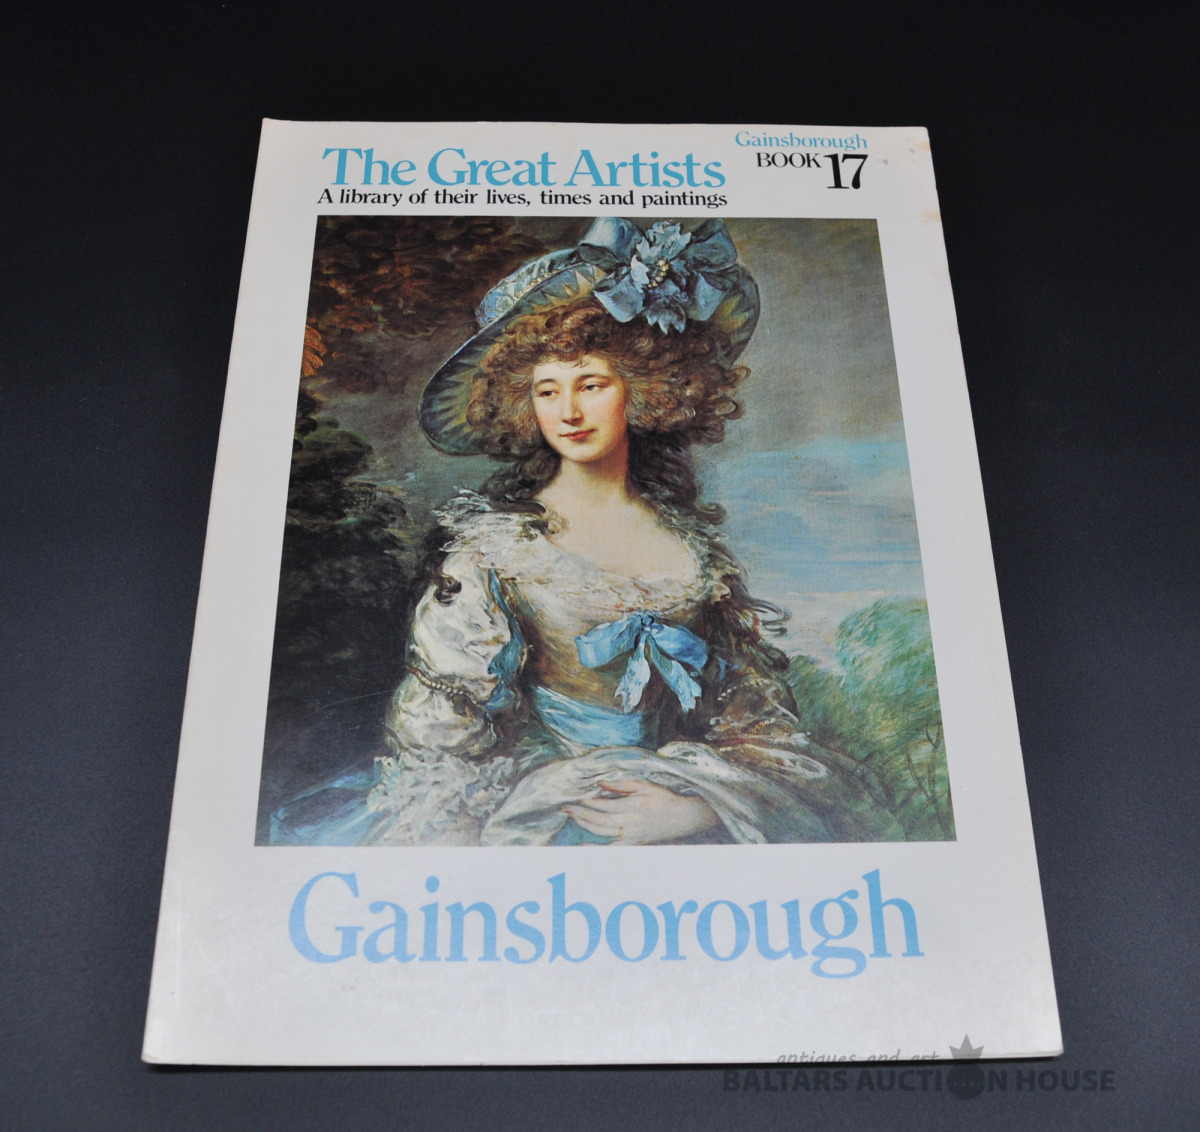 Gainsborough
BOOK 17
The Great Artists
A library of their lives, times and paintings
Gainsborough
antiques and art
BALTARS AUCTION HOUSE